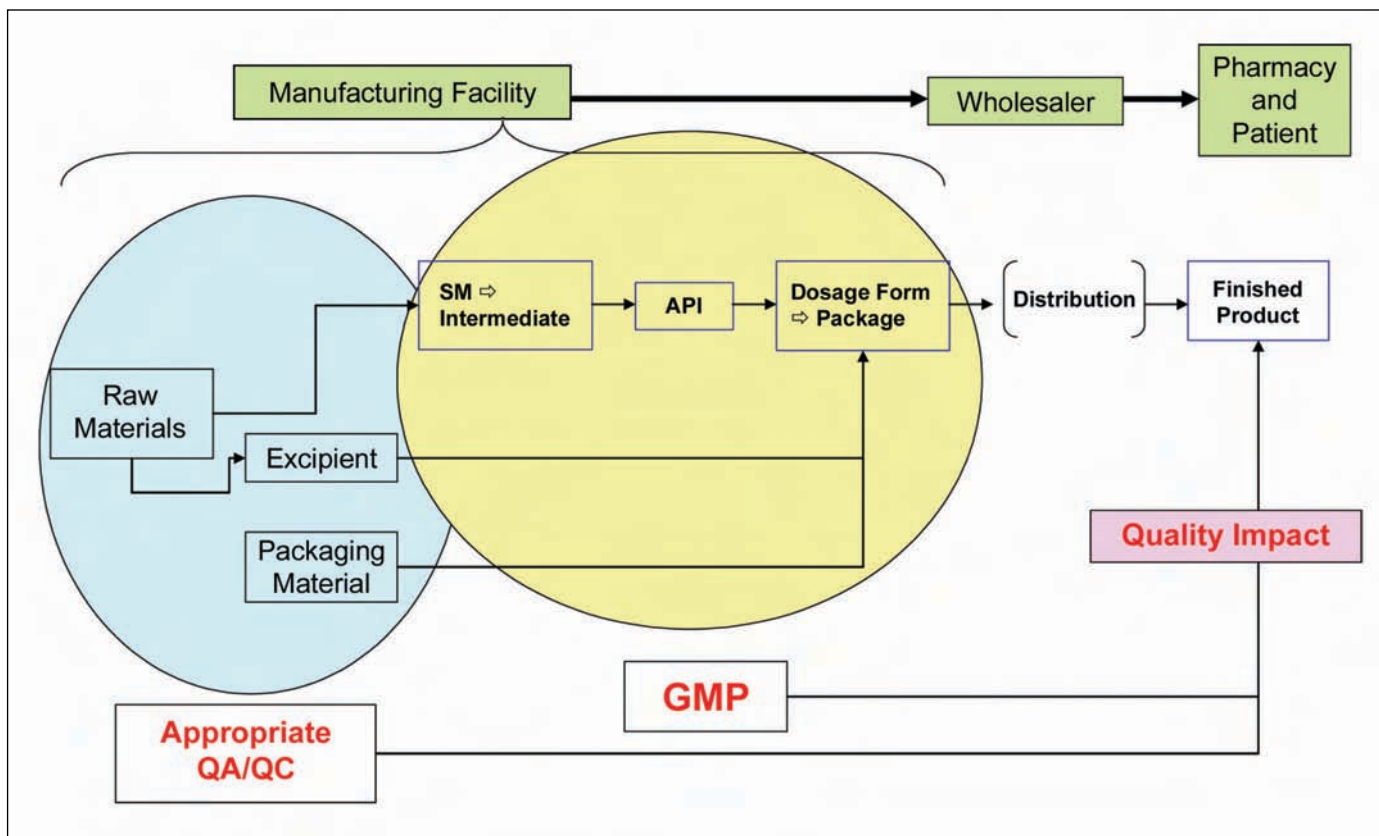 Manufacturing Facility
Wholesaler
Pharmacy
and
Patient
SM ⇨
Intermediate
API
Dosage Form
⇨ Package
Distribution
Finished
Product
Raw
Materials
Excipient
Packaging
Material
Quality Impact
GMP
Appropriate
QA/QC